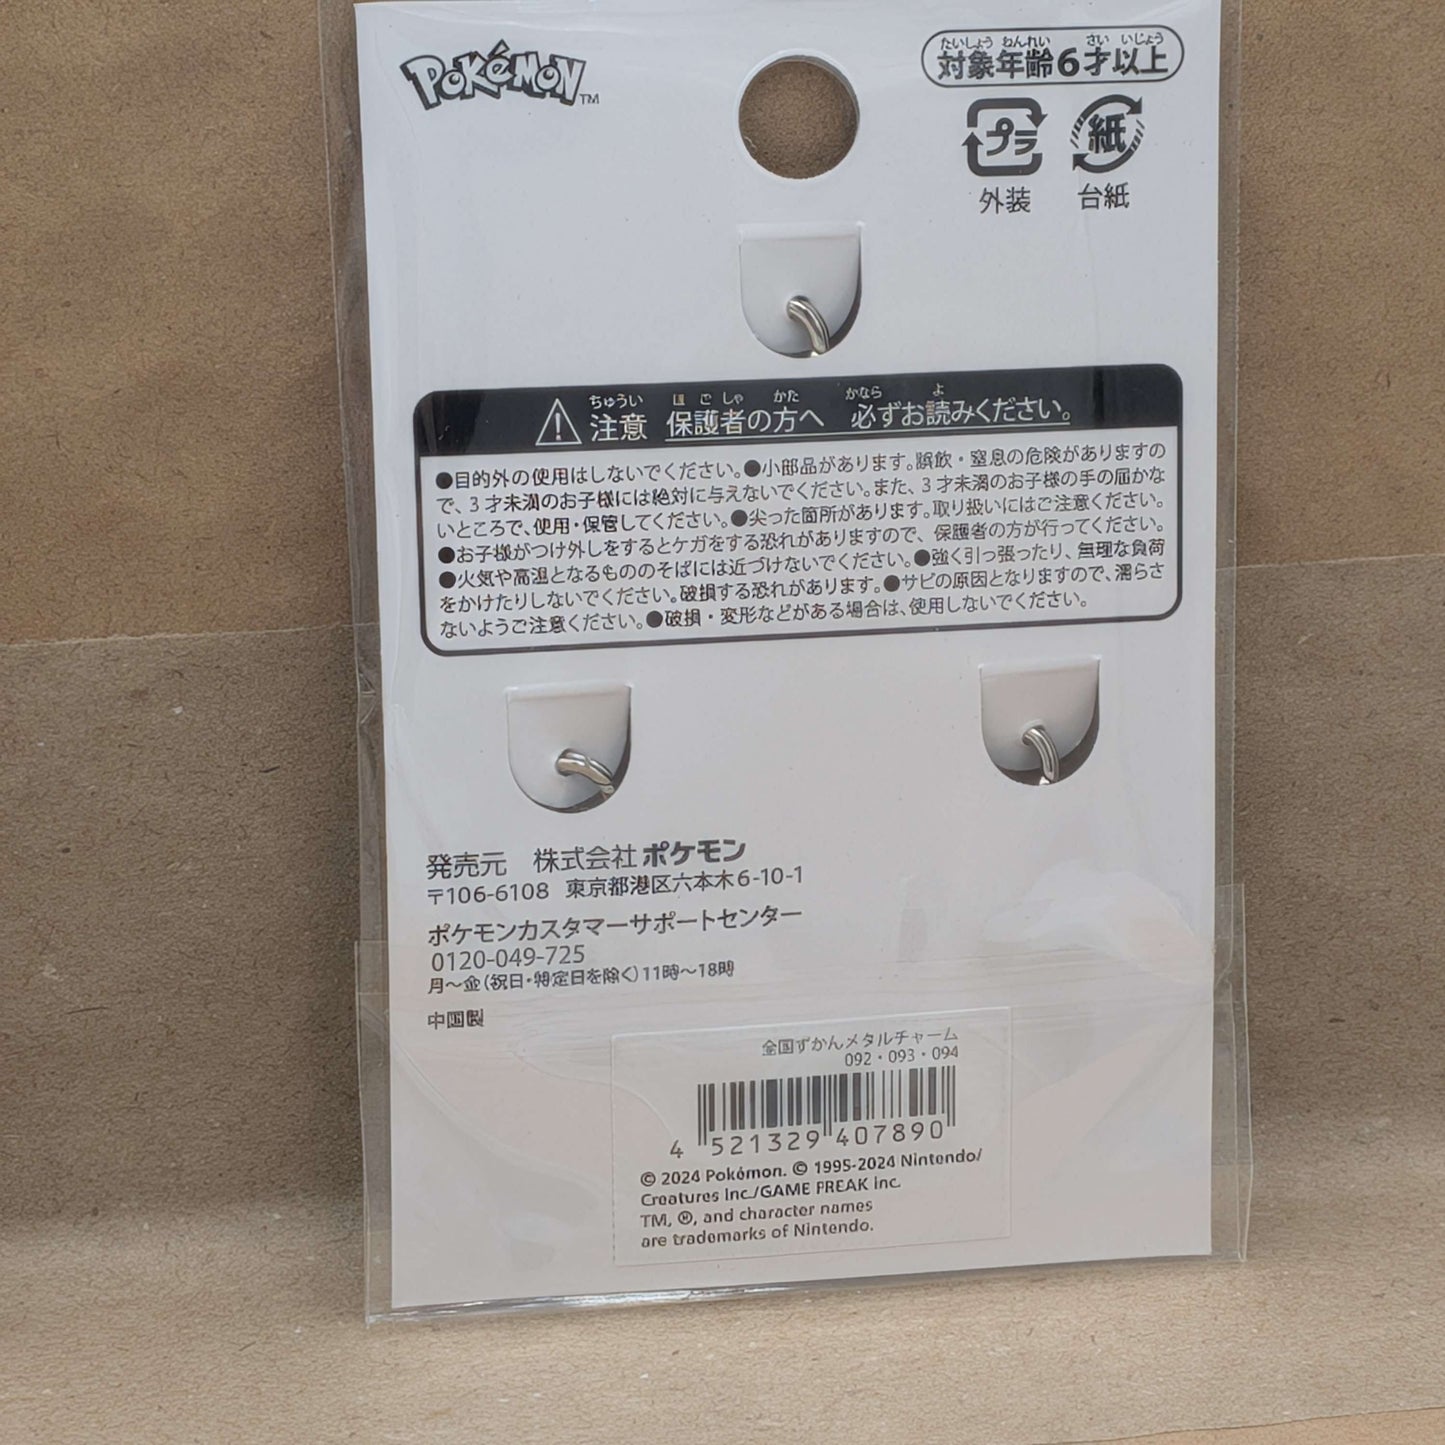 POKéMON TM
たいしょう ねんれい さい いじょう
対象年齢6才以上
プラ 紙
外装 台紙
ちゅうい ほごしゃ かた かなら よ
注意 保護者の方へ 必ずお読みください。
●目的外の使用はしないでください。●小部品があります。誤飲・窒息の危険がありますの
で、3才未満のお子様には絶対に与えないでください。また、3才未満のお子様の手の届かな
いところで、使用・保管してください。●尖った箇所があります。取り扱いにはご注意ください。
●お子様がつけ外しをするとケガをする恐れがありますので、保護者の方が行ってください。
●火気や高温となるもののそばには近づけないでください。●強く引っ張ったり、無理な負荷
をかけたりしないでください。破損する恐れがあります。●サビの原因となりますので、濡らさ
ないようご注意ください。●破損・変形などがある場合は、使用しないでください。
発売元 株式会社ポケモン
〒106-6108 東京都港区六本木6-10-1
ポケモンカスタマーサポートセンター
0120-049-725
月～金(祝日・特定日を除く)11時～18時
中国製
全国ずかんメタルチャーム
092・093・094
4 521329 407890
© 2024 Pokémon. © 1995-2024 Nintendo/
Creatures Inc./GAME FREAK inc.
TM, ®, and character names
are trademarks of Nintendo.